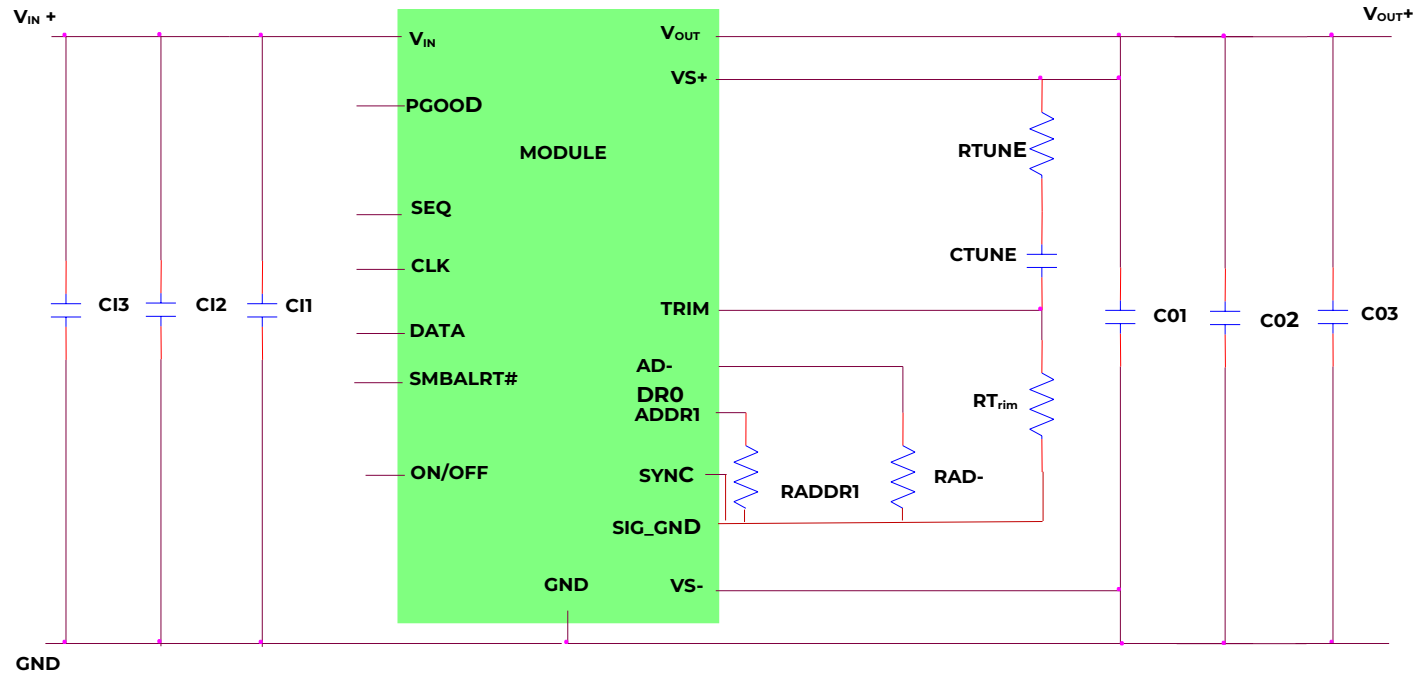 VIN +
VOUT+
VIN
VOUT
VS+
PGOOD
MODULE
RTUNE
SEQ
CTUNE
CLK
CI3
CI2
CI1
TRIM
C01
C02
C03
DATA
AD-
SMBALRT#
DR0
RTrim
ADDR1
ON/OFF
SYNC
RADDR1
RAD-
SIG_GND
GND
VS-
GND